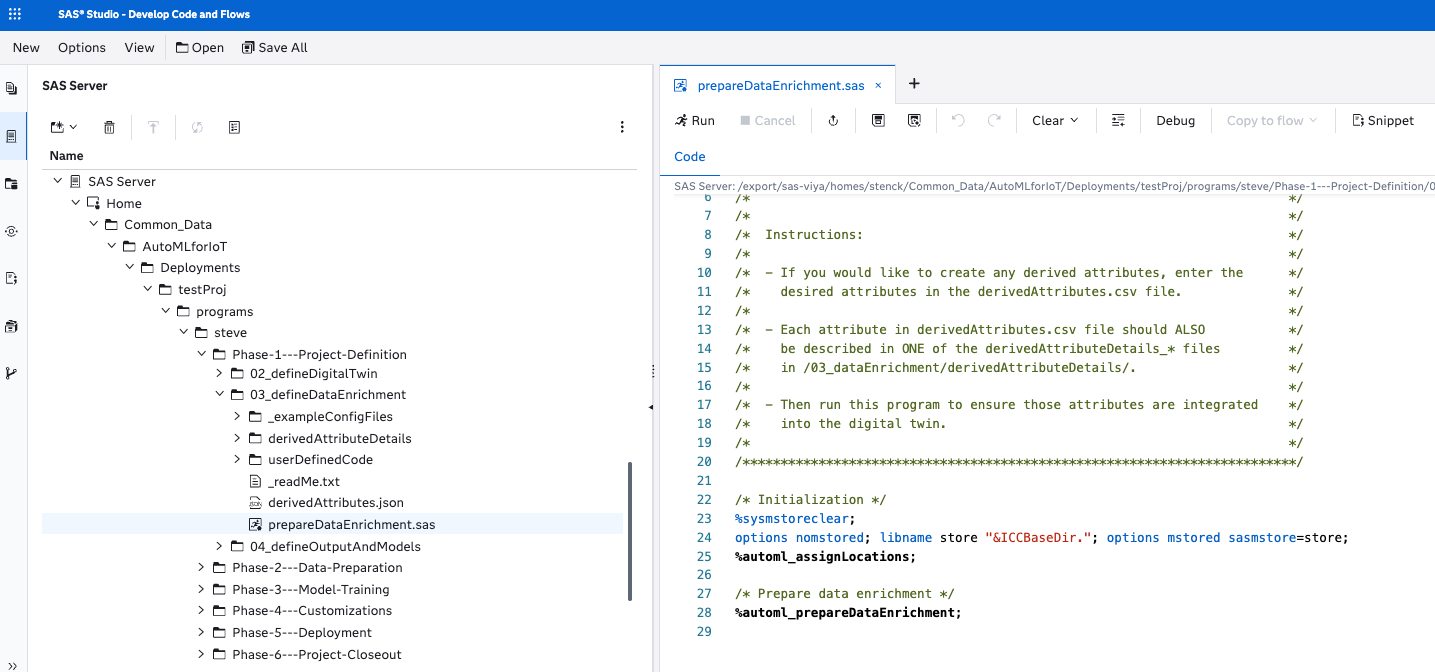 SAS® Studio - Develop Code and Flows
New Options View Open Save All
SAS Server
Name
SAS Server
Home
Common_Data
AutoMLforIoT
Deployments
testProj
programs
steve
Phase-1---Project-Definition
02_defineDigitalTwin
03_defineDataEnrichment
_exampleConfigFiles
derivedAttributeDetails
userDefinedCode
_readMe.txt
derivedAttributes.json
prepareDataEnrichment.sas
04_defineOutputAndModels
Phase-2---Data-Preparation
Phase-3---Model-Training
Phase-4---Customizations
Phase-5---Deployment
Phase-6---Project-Closeout
prepareDataEnrichment.sas × +
Run Cancel Clear Debug Copy to flow Snippet
Code
SAS Server: /export/sas-viya/homes/stenck/Common_Data/AutoMLforIoT/Deployments/testProj/programs/steve/Phase-1---Project-Definition/0
6 /* */
7 /* */
8 /* Instructions: */
9 /* */
10 /* - If you would like to create any derived attributes, enter the */
11 /* desired attributes in the derivedAttributes.csv file. */
12 /* */
13 /* - Each attribute in derivedAttributes.csv file should ALSO */
14 /* be described in ONE of the derivedAttributeDetails_* files */
15 /* in /03_dataEnrichment/derivedAttributeDetails/. */
16 /* */
17 /* - Then run this program to ensure those attributes are integrated */
18 /* into the digital twin. */
19 /* */
20 /*************************************************************************/
21
22 /* Initialization */
23 %sysmstoreclear;
24 options nomstored; libname store "&ICCBaseDir."; options mstored sasmstore=store;
25 %automl_assignLocations;
26
27 /* Prepare data enrichment */
28 %automl_prepareDataEnrichment;
29